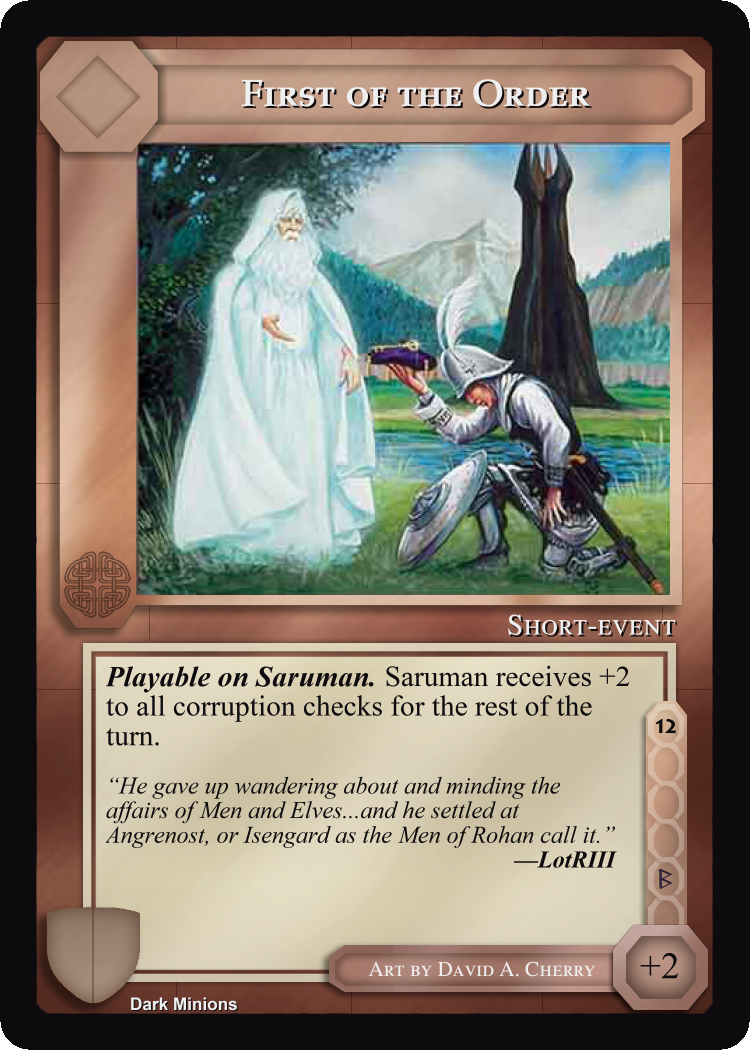 First of the Order
Short-event
Playable on Saruman. Saruman receives +2
to all corruption checks for the rest of the
turn.
“He gave up wandering about and minding the
affairs of Men and Elves...and he settled at
Angrenost, or Isengard as the Men of Rohan call it.”
—LotRIII
12
ᛒ
Art by David A. Cherry
+2
Dark Minions